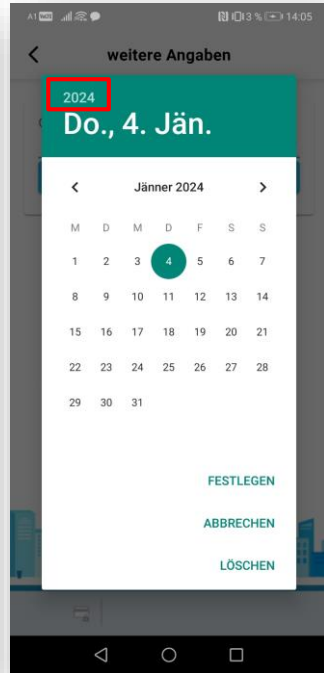 A1 3 % 14:05
weitere Angaben
2024
Do., 4. Jän.
Jänner 2024
M D M D F S S
1 2 3 4 5 6 7
8 9 10 11 12 13 14
15 16 17 18 19 20 21
22 23 24 25 26 27 28
29 30 31
FESTLEGEN
ABBRECHEN
LÖSCHEN